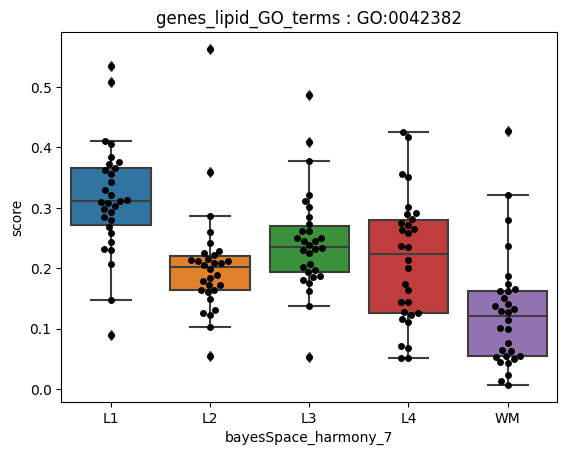 genes_lipid_GO_terms : GO:0042382
score
0.5
0.4
0.3
0.2
0.1
0.0
L1 L2 L3 L4 WM
bayesSpace_harmony_7